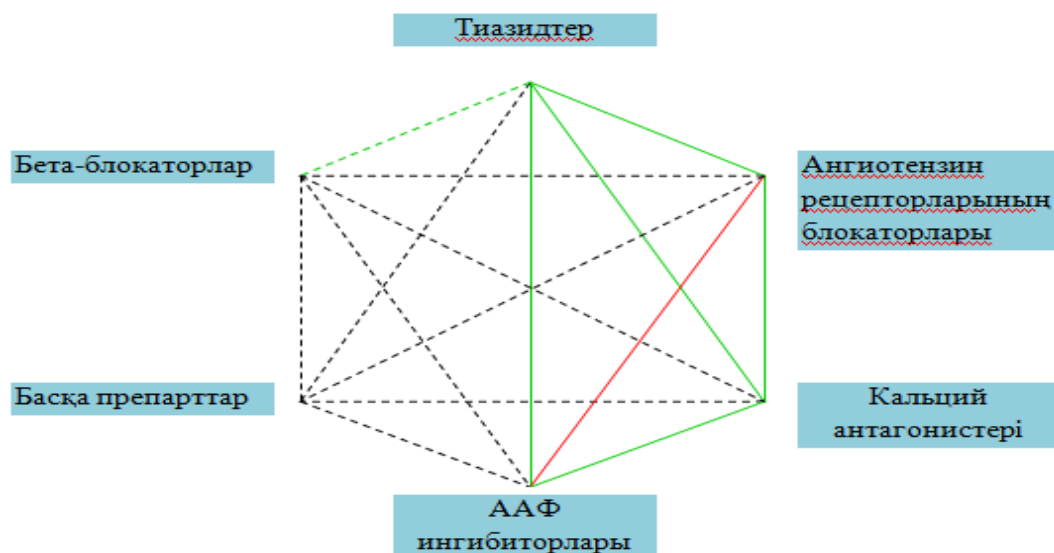 Тиазидтер
Бета-блокаторлар
Ангиотензин
рецепторларының
блокаторлары
Басқа препарттар
Кальций
антагонистері
ААФ
ингибиторлары